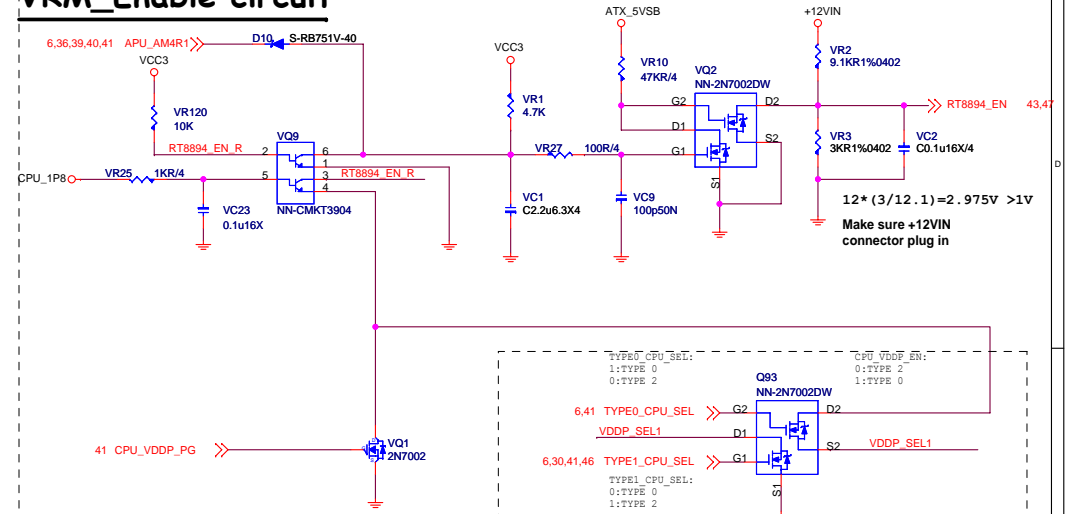 VRM_Enable circuit
ATX_5VSB
+12VIN
6,36,39,40,41 APU_AM4R1
D10 S-RB751V-40
VCC3
VCC3
VR10
47KR/4
VQ2
NN-2N7002DW
VR2
9.1KR1%0402
VR120
10K
VR1
4.7K
G2
D2
RT8894_EN 43,47
RT8894_EN_R
VQ9
D1
S2
VR3
3KR1%0402
VC2
C0.1u16X/4
2
6
1
VR27 100R/4
G1
CPU_1P8
VR25 1KR/4
5
3
4
RT8894_EN_R
S1
D
VC23
0.1u16X
NN-CMKT3904
VC1
C2.2u6.3X4
VC9
100p50N
12*(3/12.1)=2.975V >1V
Make sure +12VIN
connector plug in
TYPE0_CPU_SEL:
1:TYPE 0
0:TYPE 2
CPU_VDDP_EN:
0:TYPE 2
1:TYPE 0
Q93
NN-2N7002DW
6,41 TYPE0_CPU_SEL
G2
D2
VDDP_SEL1
D1
S2
VDDP_SEL1
41 CPU_VDDP_PG
VQ1
2N7002
6,30,41,46 TYPE1_CPU_SEL
G1
TYPE1_CPU_SEL:
0:TYPE 0
1:TYPE 2
S1